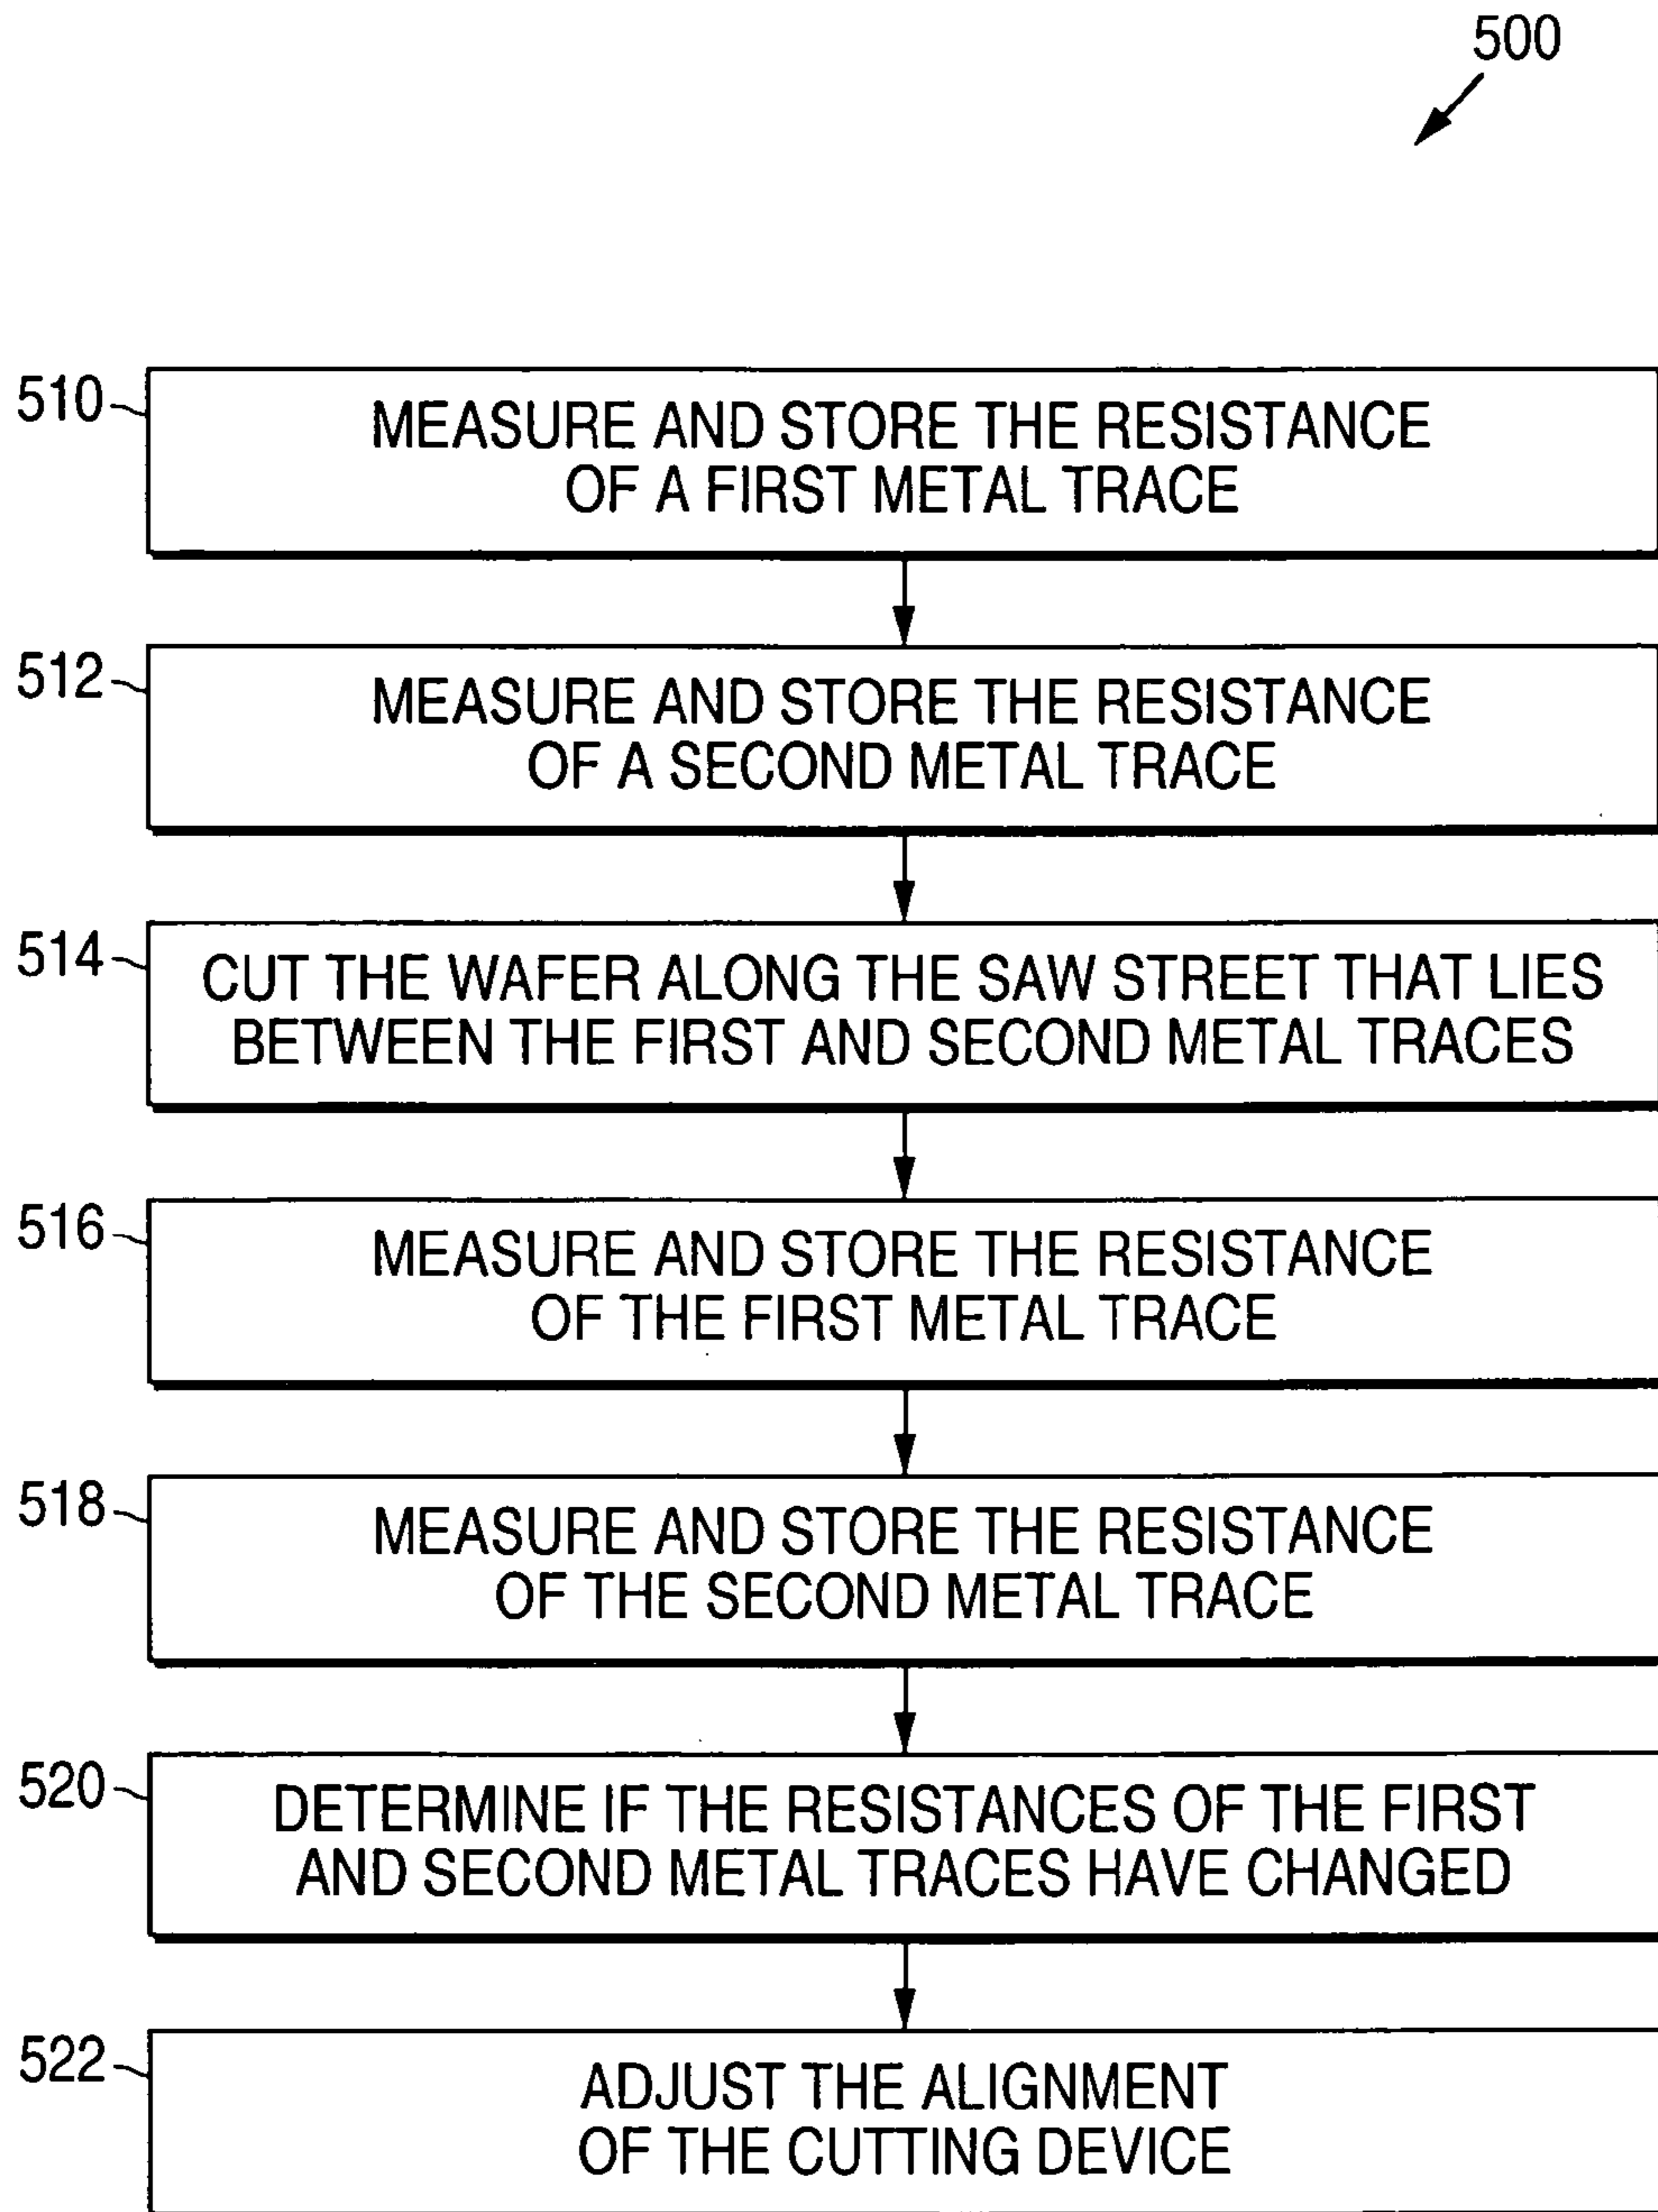 500
510
MEASURE AND STORE THE RESISTANCE
OF A FIRST METAL TRACE
512
MEASURE AND STORE THE RESISTANCE
OF A SECOND METAL TRACE
514
CUT THE WAFER ALONG THE SAW STREET THAT LIES
BETWEEN THE FIRST AND SECOND METAL TRACES
516
MEASURE AND STORE THE RESISTANCE
OF THE FIRST METAL TRACE
518
MEASURE AND STORE THE RESISTANCE
OF THE SECOND METAL TRACE
520
DETERMINE IF THE RESISTANCES OF THE FIRST
AND SECOND METAL TRACES HAVE CHANGED
522
ADJUST THE ALIGNMENT
OF THE CUTTING DEVICE